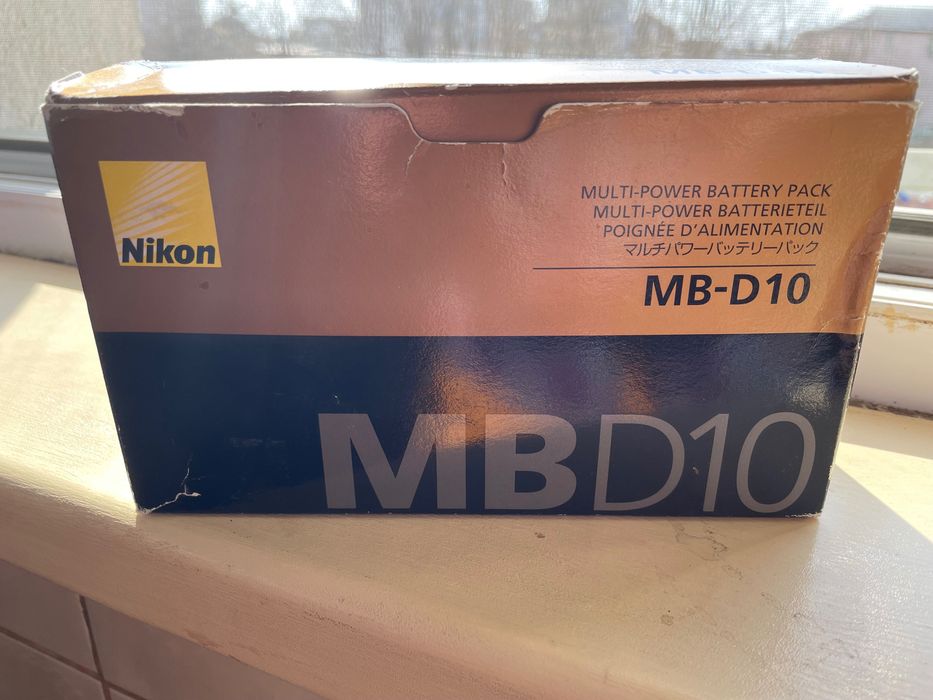 Nikon
MULTI-POWER BATTERY PACK
MULTI-POWER BATTERIETEIL
POIGNÉE D'ALIMENTATION
マルチパワーバッテリーパック
MB-D10
MBD10